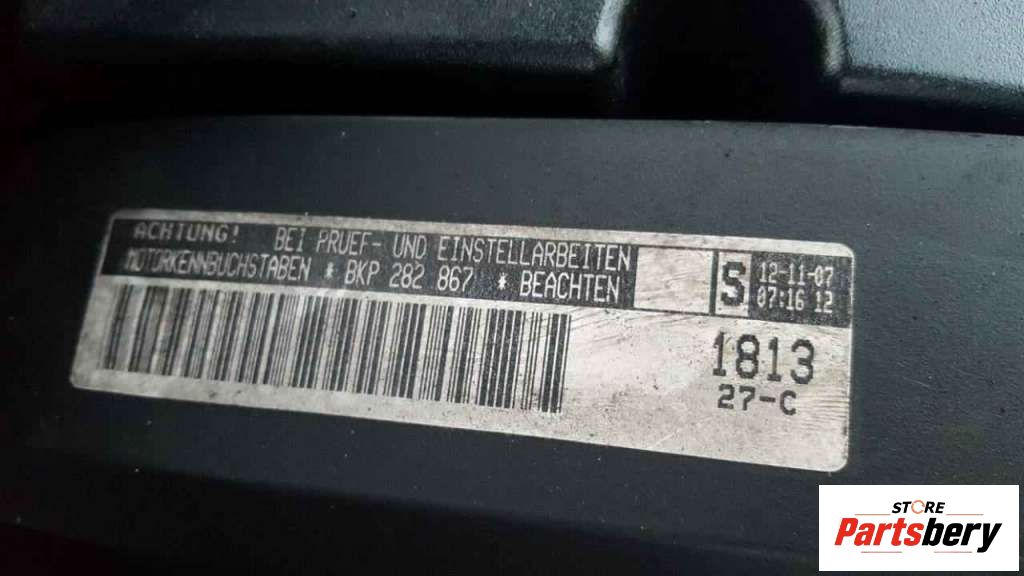 ACHTUNG! BEI PRUEF- UND EINSTELLARBEITEN
MOTORKENNBUCHSTABEN * BKP 282 867 * BEACHTEN
S
12-11-07
07:16 12
1813
27-C
STORE
Partsbery